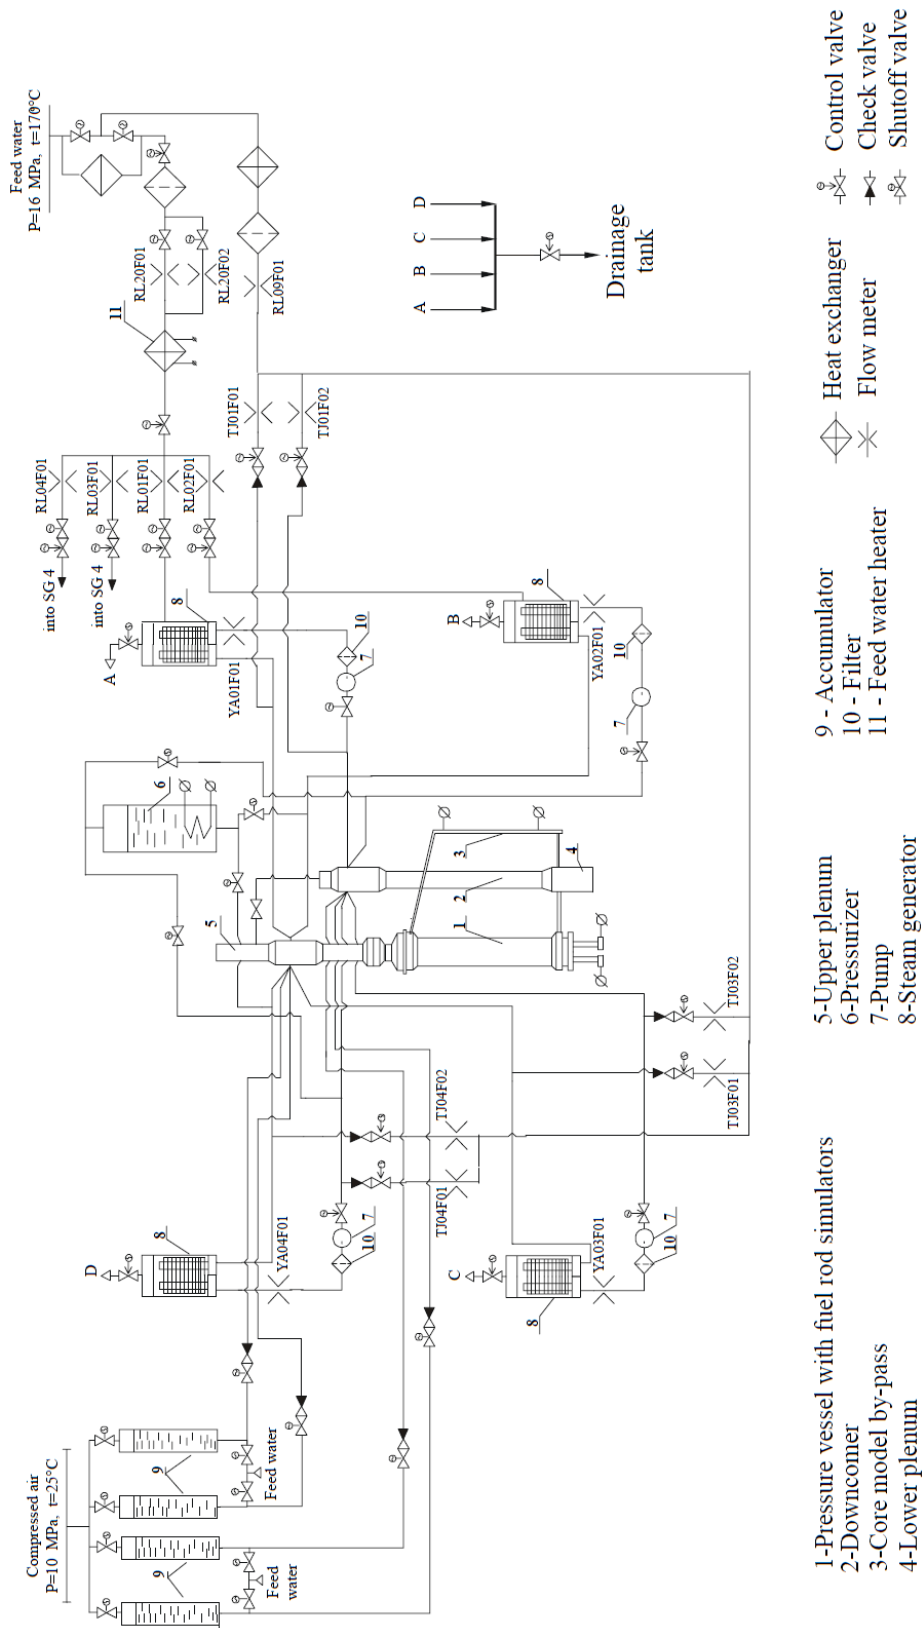 Feed water
P=16 MPa, t=170°C
11
RL20F01
RL20F02
RL09F01
A
B
C
D
Drainage
tank
RL04F01
RL03F01
RL01F01
RL02F01
TJ01F01
TJ01F02
into SG 4
into SG 4
A
8
YA01F01
10
7
B
8
YA02F01
10
7
6
5
3
2
1
4
TJ03F02
TJ03F01
TJ04F02
TJ04F01
D
8
YA04F01
7
10
C
8
YA03F01
7
10
Compressed air
P=10 MPa, t=25°C
9
9
Feed water
Feed
water
1-Pressure vessel with fuel rod simulators
2-Downcomer
3-Core model by-pass
4-Lower plenum
5-Upper plenum
6-Pressurizer
7-Pump
8-Steam generator
9 - Accumulator
10 - Filter
11 - Feed water heater
Heat exchanger
Flow meter
Control valve
Check valve
Shutoff valve